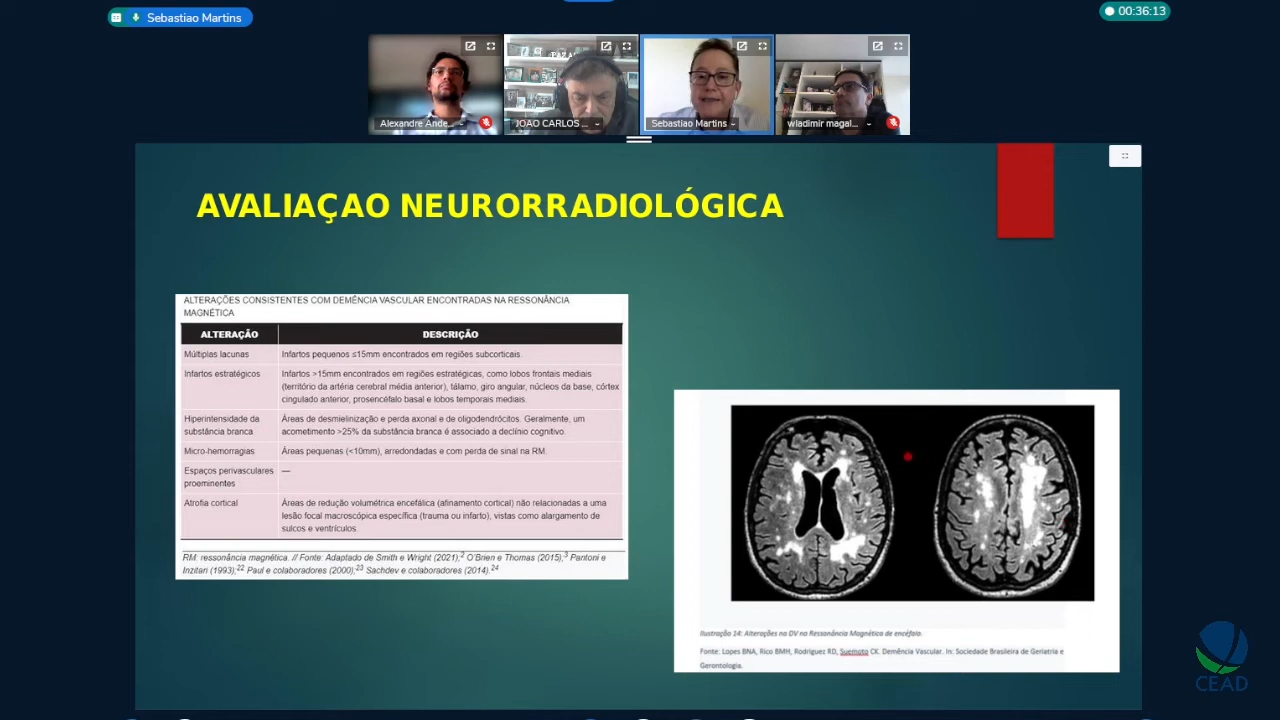 Sebastiao Martins
00:36:13
Alexandre Ande...
JOAO CARLOS ...
Sebastiao Martins
wladimir magal...
AVALIAÇAO NEURORRADIOLÓGICA
ALTERAÇÕES CONSISTENTES COM DEMÊNCIA VASCULAR ENCONTRADAS NA RESSONÂNCIA
MAGNÉTICA
ALTERAÇÃO DESCRIÇÃO
Múltiplas lacunas Infartos pequenos ≤15mm encontrados em regiões subcorticais.
Infartos estratégicos Infartos >15mm encontrados em regiões estratégicas, como lobos frontais mediais
(território da artéria cerebral média anterior), tálamo, giro angular, núcleos da base, córtex
cingulado anterior, prosencéfalo basal e lobos temporais mediais.
Hiperintensidade da Áreas de desmielinização e perda axonal e de oligodendrócitos. Geralmente, um
substância branca acometimento >25% da substância branca é associado a declínio cognitivo.
Micro-hemorragias Áreas pequenas (<10mm), arredondadas e com perda de sinal na RM.
Espaços perivasculares —
proeminentes
Atrofia cortical Áreas de redução volumétrica encefálica (afinamento cortical) não relacionadas a uma
lesão focal macroscópica específica (trauma ou infarto), vistas como alargamento de
sulcos e ventrículos.
RM: ressonância magnética. // Fonte: Adaptado de Smith e Wright (2021);2 O'Brien e Thomas (2015);3 Pantoni e
Inzitari (1993);22 Paul e colaboradores (2000);23 Sachdev e colaboradores (2014).24
Ilustração 14: Alterações na DV na Ressonância Magnética de encéfalo.
Fonte: Lopes BNA, Rico BMH, Rodriguez RD, Suemoto CK. Demência Vascular. In: Sociedade Brasileira de Geriatria e
Gerontologia.
CEAD